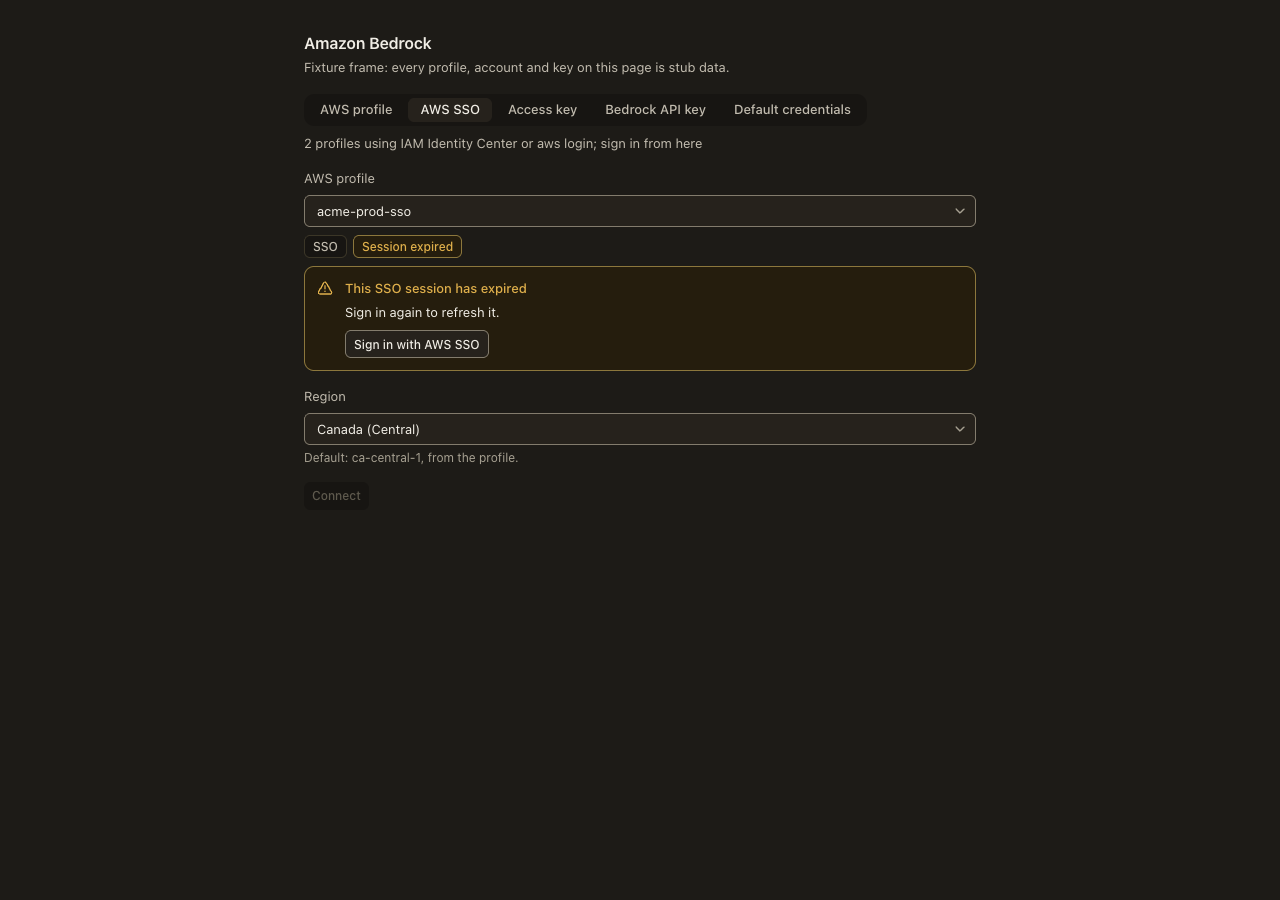 Amazon Bedrock
Fixture frame: every profile, account and key on this page is stub data.
AWS profile AWS SSO Access key Bedrock API key Default credentials
2 profiles using IAM Identity Center or aws login; sign in from here
AWS profile
acme-prod-sso
SSO Session expired
This SSO session has expired
Sign in again to refresh it.
Sign in with AWS SSO
Region
Canada (Central)
Default: ca-central-1, from the profile.
Connect